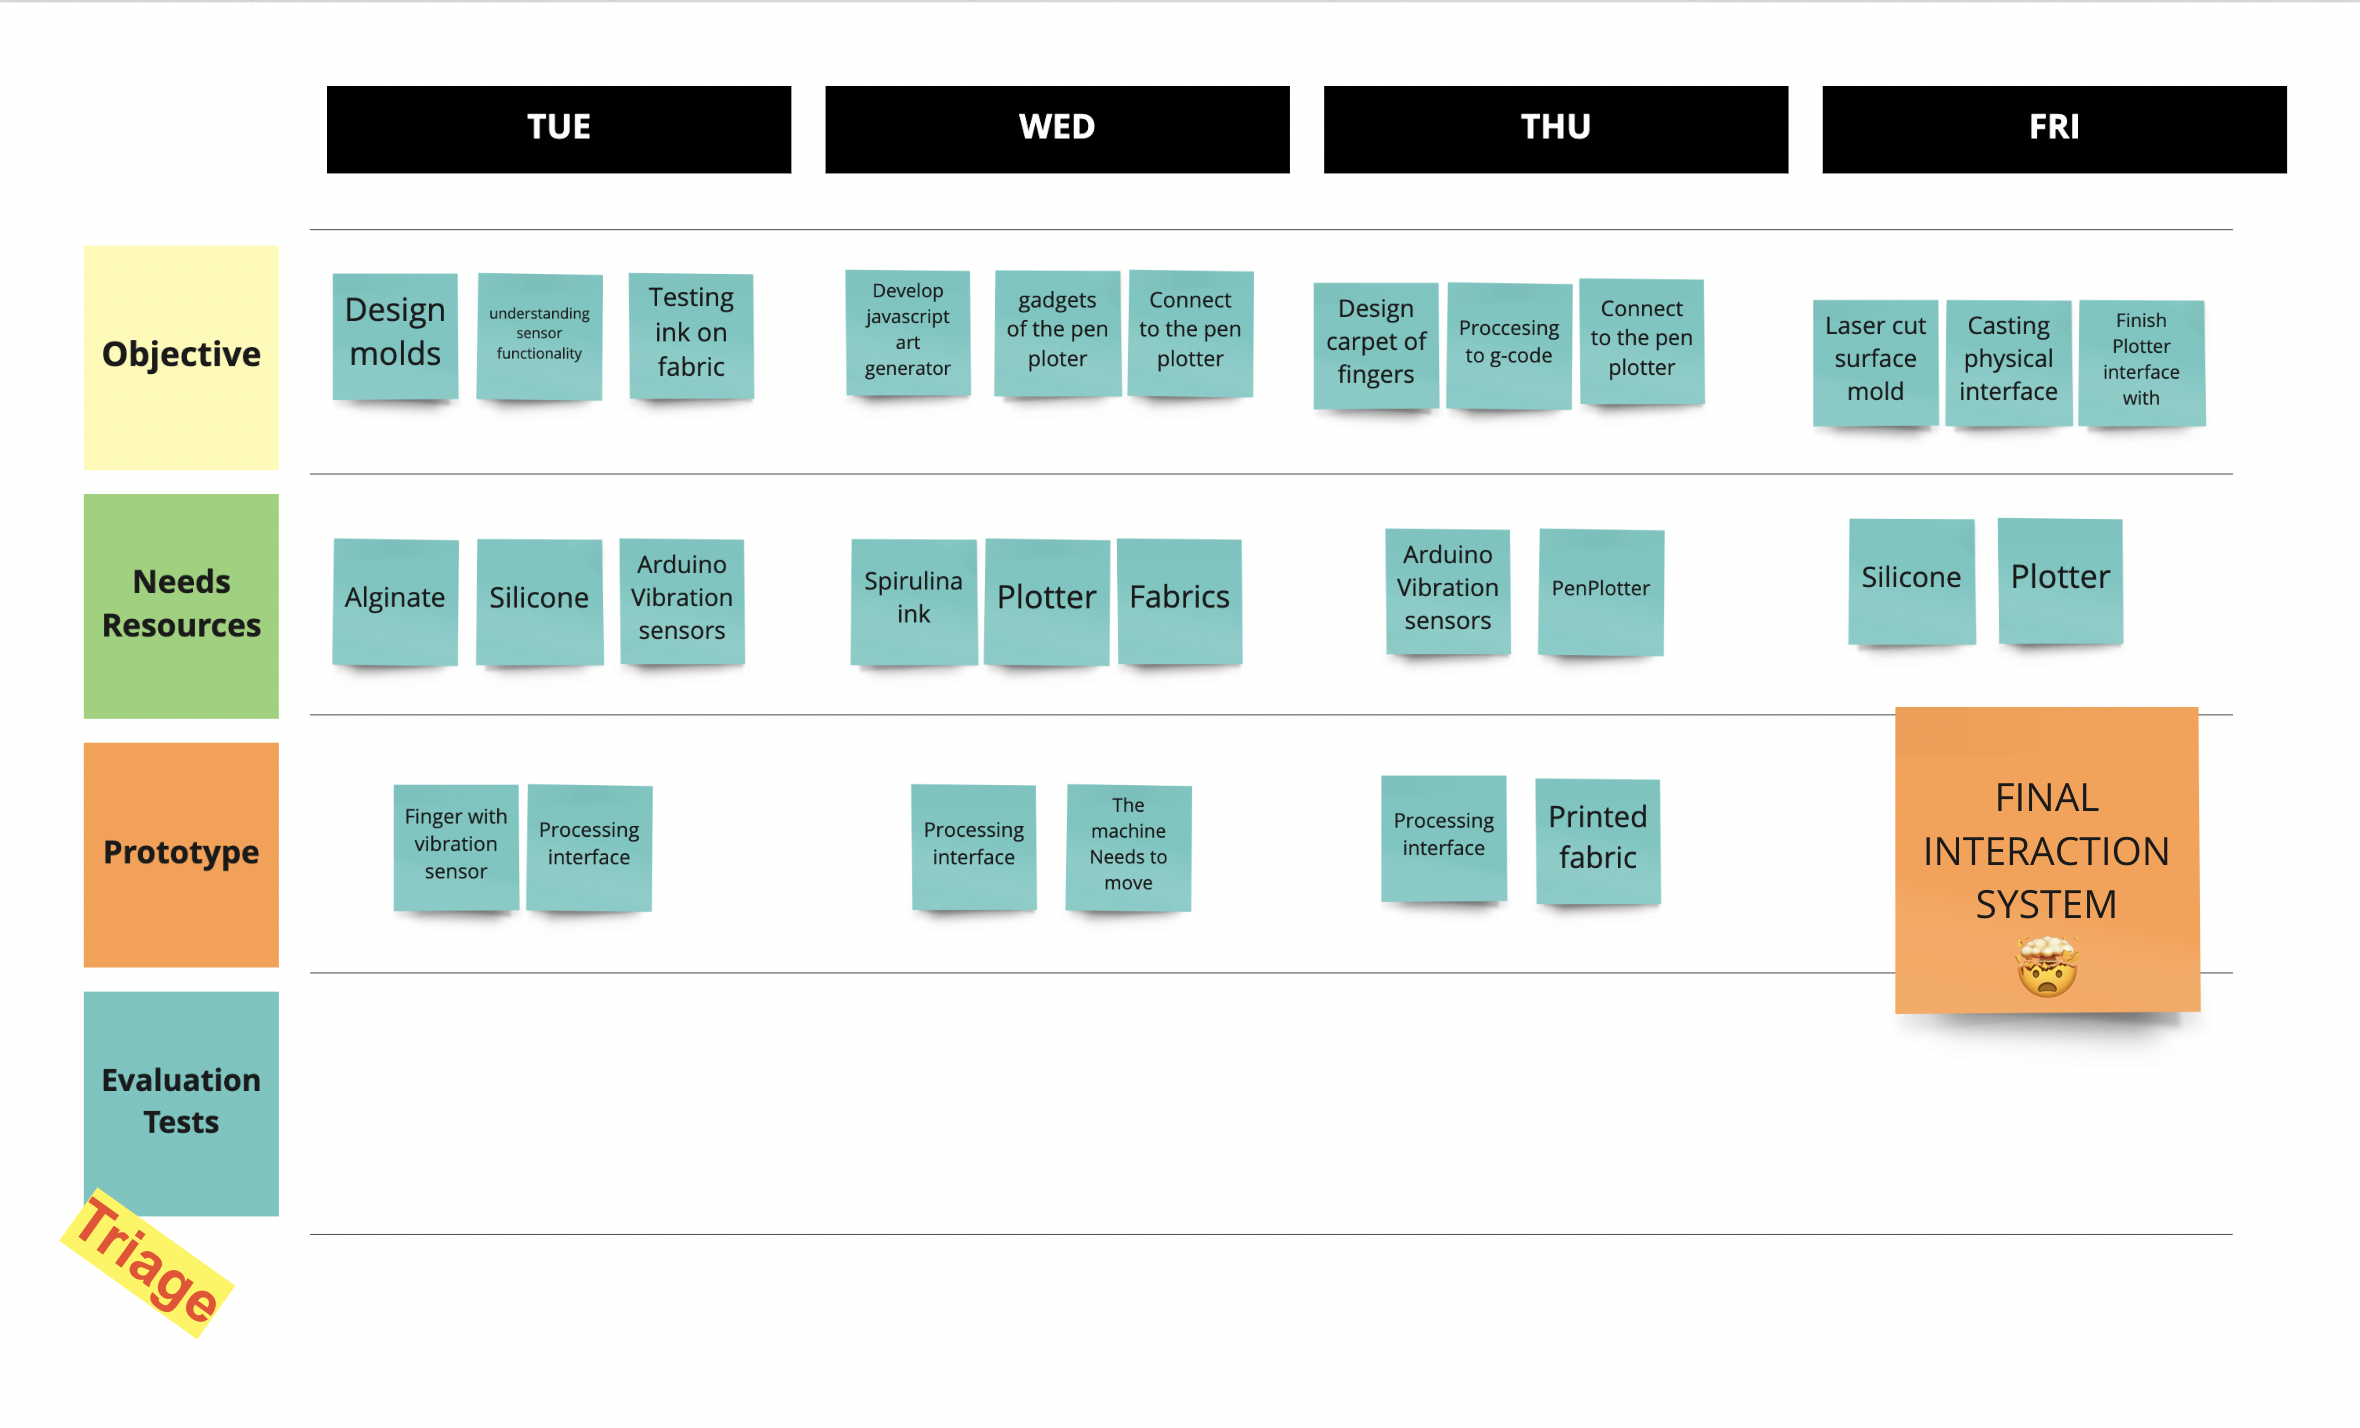 TUE
WED
THU
FRI
Objective
Design
molds
understanding
sensor
functionality
Testing
ink on
fabric
Develop
javascript
art
generator
gadgets
of the pen
ploter
Connect
to the pen
plotter
Design
carpet of
fingers
Proccesing
to g-code
Connect
to the pen
plotter
Laser cut
surface
mold
Casting
physical
interface
Finish
Plotter
interface
with
Needs
Resources
Alginate
Silicone
Arduino
Vibration
sensors
Spirulina
ink
Plotter
Fabrics
Arduino
Vibration
sensors
PenPlotter
Silicone
Plotter
Prototype
Finger with
vibration
sensor
Processing
interface
Processing
interface
The
machine
Needs to
move
Processing
interface
Printed
fabric
FINAL
INTERACTION
SYSTEM
🤯
Evaluation
Tests
Triage